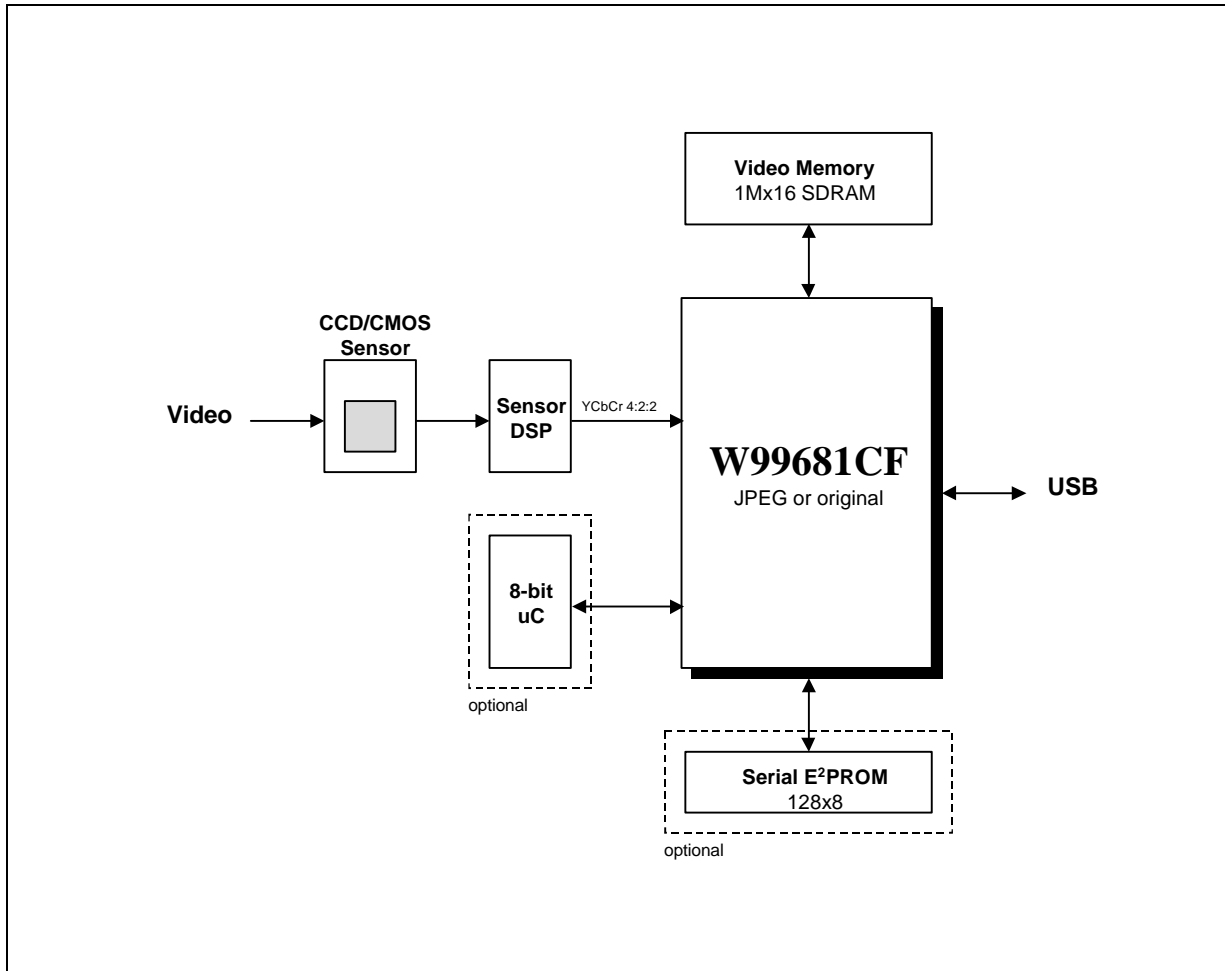 Video Memory
1Mx16 SDRAM
CCD/CMOS
Sensor
Video
Sensor
DSP
YCbCr 4:2:2
W99681CF
JPEG or original
USB
8-bit
uC
optional
Serial E²PROM
128x8
optional